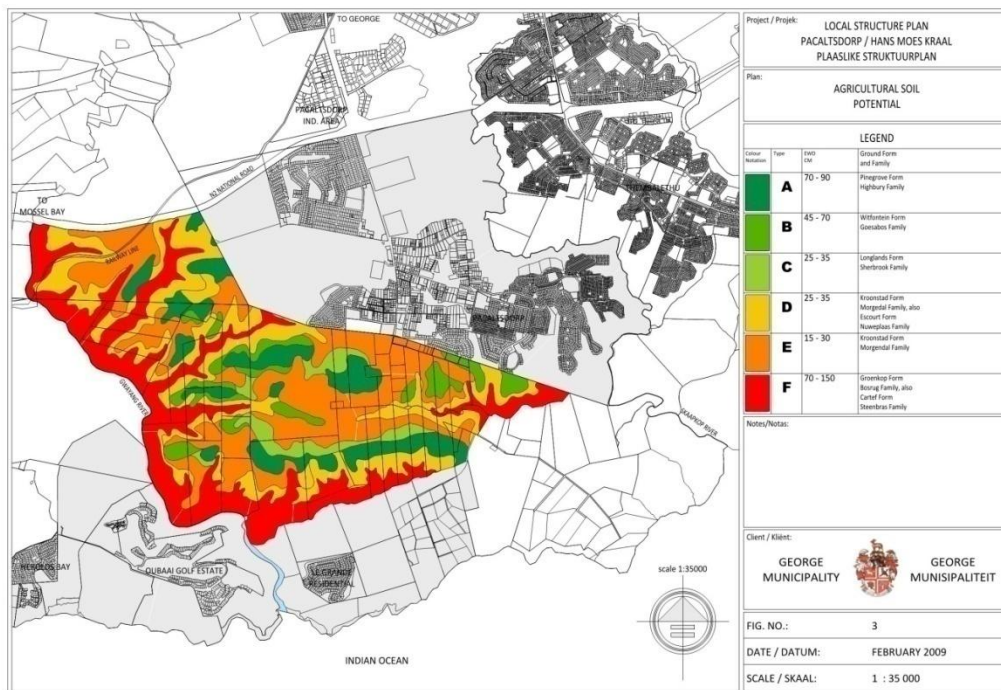 TO GEORGE
PACALTSDORP
IND. AREA
N2 NATIONAL ROAD
TO
MOSSEL BAY
RAILWAY LINE
THEMBALETHU
PACALTSDORP
GWAYANG RIVER
SKAAPKOP RIVER
HEROLDS BAY
OUBAAI GOLF ESTATE
LE GRAND
RESIDENTIAL
scale 1:35000
INDIAN OCEAN
Project / Projek:
LOCAL STRUCTURE PLAN
PACALTSDORP / HANS MOES KRAAL
PLAASLIKE STRUKTUURPLAN
Plan:
AGRICULTURAL SOIL
POTENTIAL
LEGEND
Colour Notation Type EWD CM Ground Form and Family
A 70 - 90 Pinegrove Form
Highbury Family
B 45 - 70 Witfontein Form
Goesabos Family
C 25 - 35 Longlands Form
Sherbrook Family
D 25 - 35 Kroonstad Form
Morgedal Family, also
Escourt Form
Nuweplaas Family
E 15 - 30 Kroonstad Form
Morgendal Family
F 70 - 150 Groenkop Form
Bosrug Family, also
Cartef Form
Steenbras Family
Notes/Notas:
Client / Kliënt:
GEORGE
MUNICIPALITY
GEORGE
MUNISIPALITEIT
FIG. NO.: 3
DATE / DATUM: FEBRUARY 2009
SCALE / SKAAL: 1 : 35 000